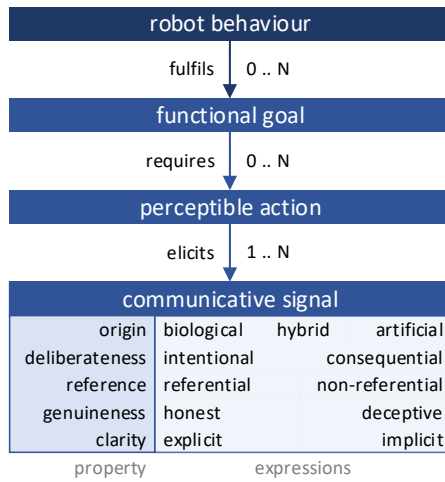 robot behaviour
fulfils 0 .. N
functional goal
requires 0 .. N
perceptible action
elicits 1 .. N
communicative signal
origin biological hybrid artificial
deliberateness intentional consequential
reference referential non-referential
genuineness honest deceptive
clarity explicit implicit
property expressions